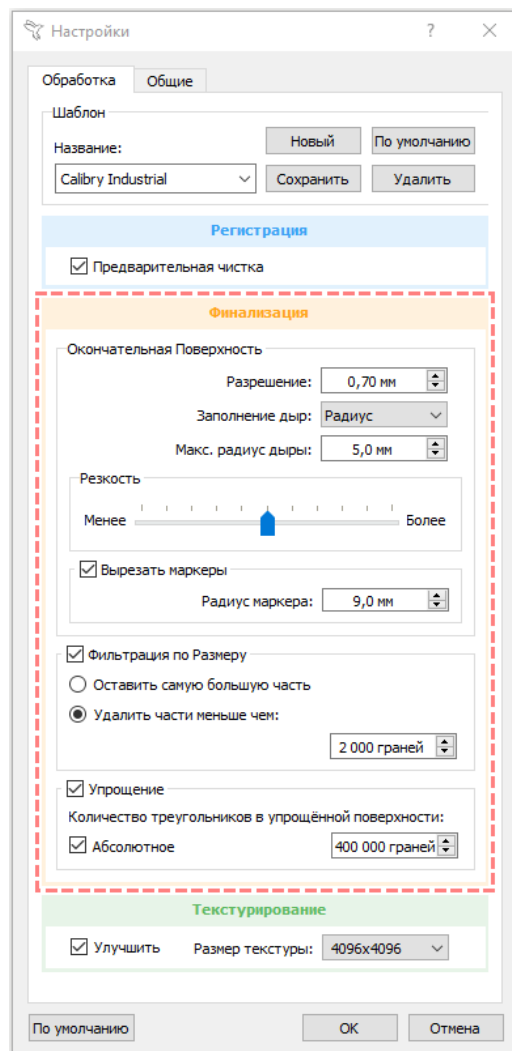 Настройки ?
Обработка Общие
Шаблон
Название: Новый По умолчанию
Calibry Industrial Сохранить Удалить
Регистрация
Предварительная чистка
Финализация
Окончательная Поверхность
Разрешение: 0,70 мм
Заполнение дыр: Радиус
Макс. радиус дыры: 5,0 мм
Резкость
Менее Более
Вырезать маркеры
Радиус маркера: 9,0 мм
Фильтрация по Размеру
Оставить самую большую часть
Удалить части меньше чем:
2 000 граней
Упрощение
Количество треугольников в упрощённой поверхности:
Абсолютное 400 000 граней
Текстурирование
Улучшить Размер текстуры: 4096x4096
По умолчанию OK Отмена